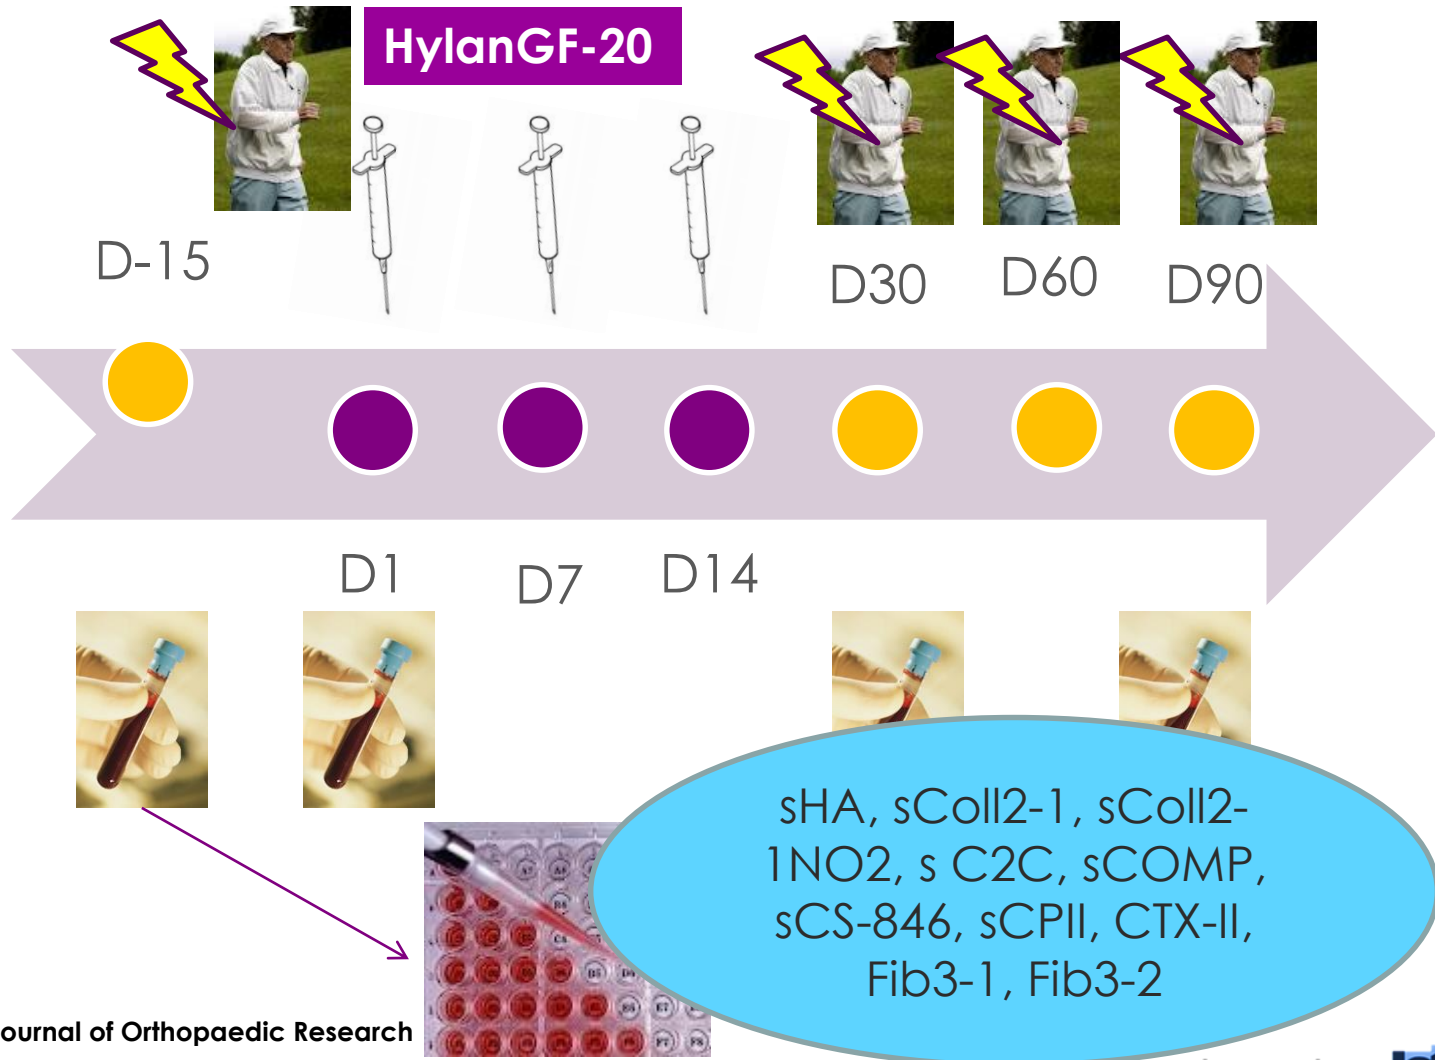 HylanGF-20
D-15
D30
D60
D90
D1
D7
D14
sHA, sColl2-1, sColl2-
1NO2, s C2C, sCOMP,
sCS-846, sCPII, CTX-II,
Fib3-1, Fib3-2
ournal of Orthopaedic Research